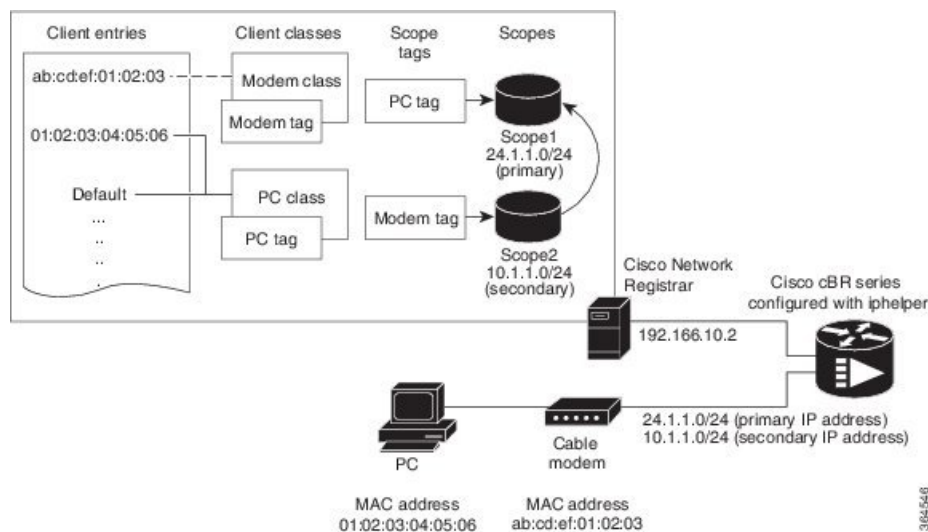 Client entries
Client classes
Scope
tags
Scopes
ab:cd:ef:01:02:03
Modem class
Modem tag
PC tag
Scope1
24.1.1.0/24
(primary)
01:02:03:04:05:06
Default
...
..
..
.
PC class
PC tag
Modem tag
Scope2
10.1.1.0/24
(secondary)
Cisco Network
Registrar
192.166.10.2
Cisco cBR series
configured with iphelper
24.1.1.0/24 (primary IP address)
10.1.1.0/24 (secondary IP address)
PC
Cable
modem
MAC address
01:02:03:04:05:06
MAC address
ab:cd:ef:01:02:03
364546